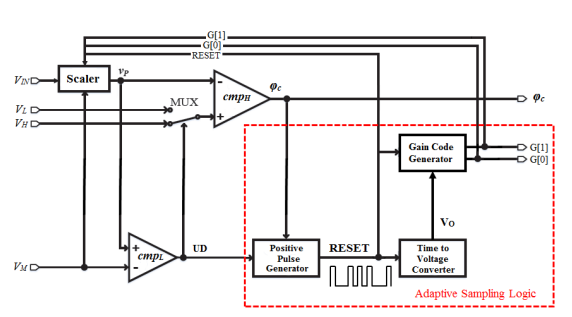 G[1]
G[0]
RESET
VIN
Scaler
vP
φc
cmpH
-
+
φc
VL
VH
MUX
Gain Code
Generator
G[1]
G[0]
VO
VM
+
-
cmpL
UD
Positive
Pulse
Generator
RESET
Time to
Voltage
Converter
Adaptive Sampling Logic